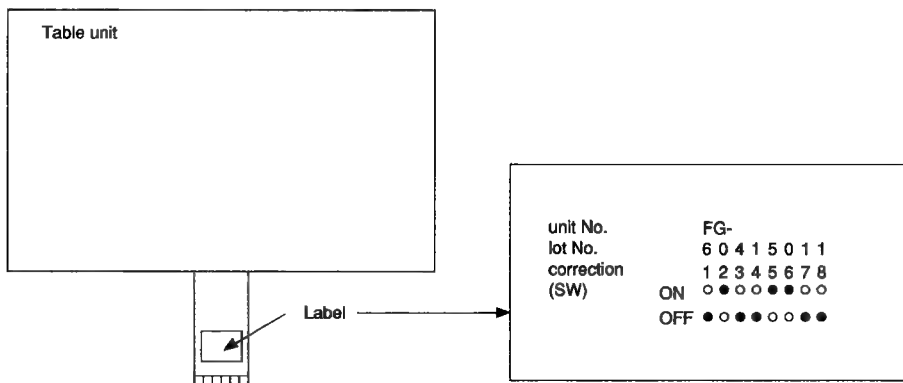 Table unit
Label
unit No. FG-
lot No. 6 0 4 1 5 0 1 1
correction 1 2 3 4 5 6 7 8
(SW) ON ○ ● ○ ○ ● ● ○ ○
OFF ● ○ ● ● ○ ○ ● ●